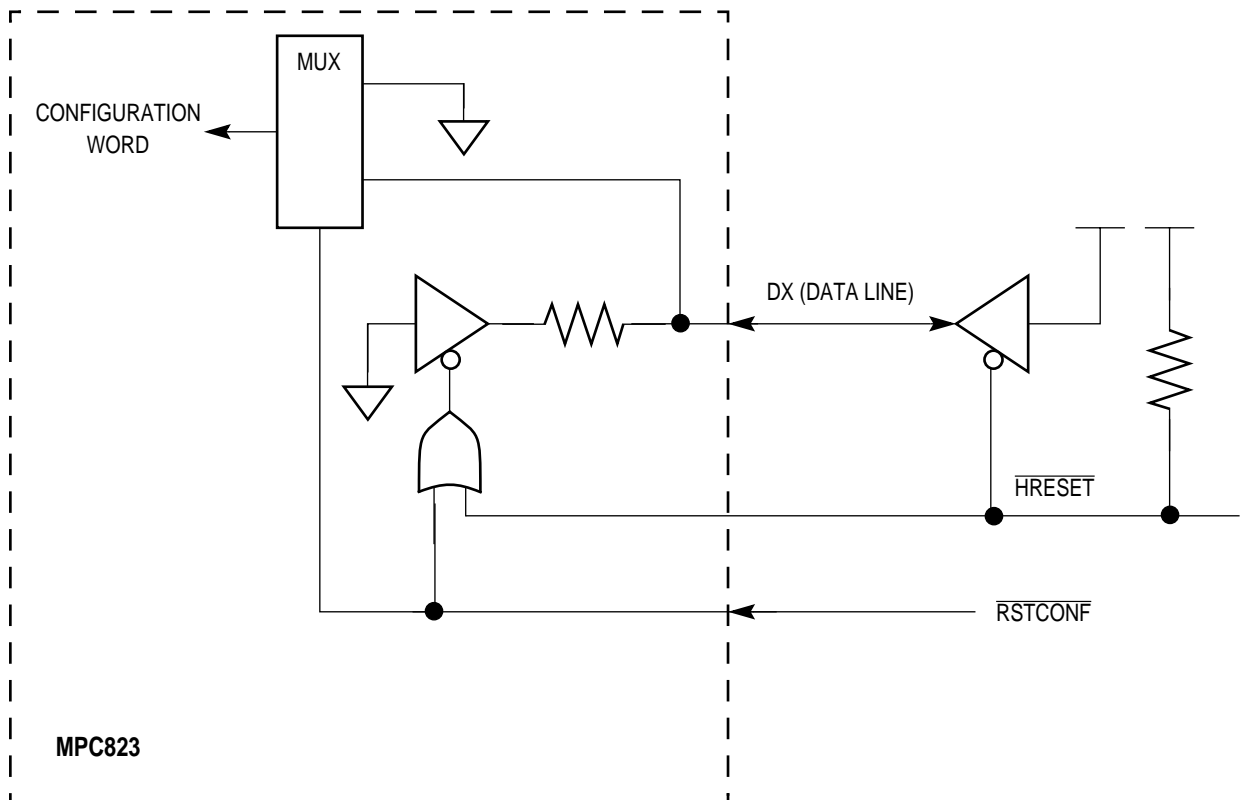 MUX
CONFIGURATION
WORD
DX (DATA LINE)
HRESET
RSTCONF
MPC823